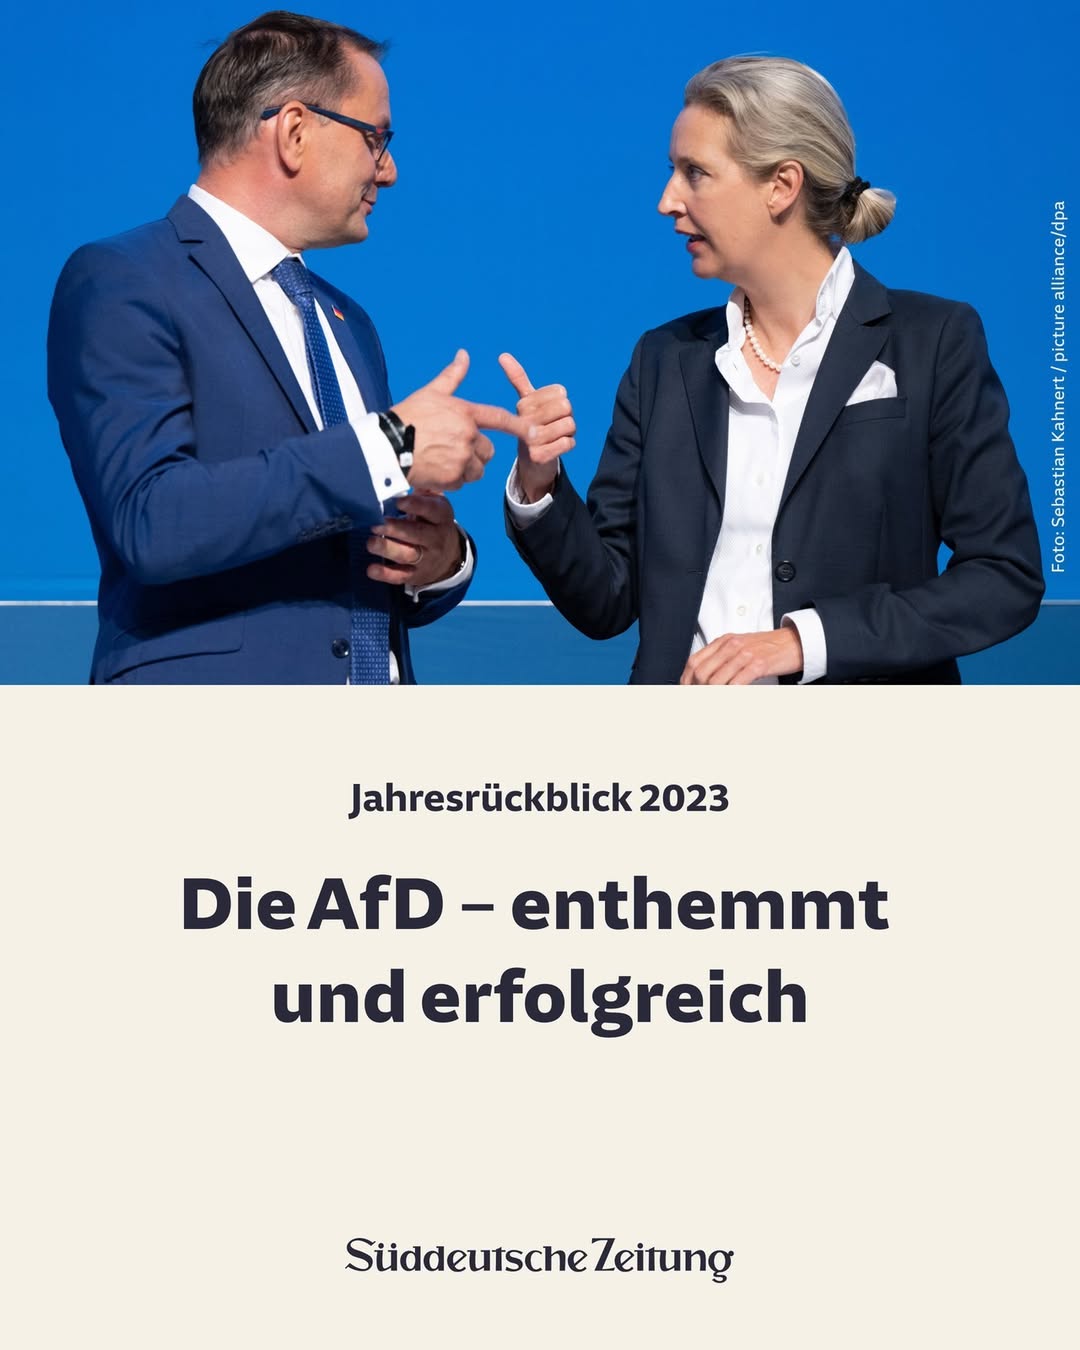 Foto: Sebastian Kahnert / picture alliance/dpa
Jahresrückblick 2023
Die AfD – enthemmt
und erfolgreich
Süddeutsche Zeitung